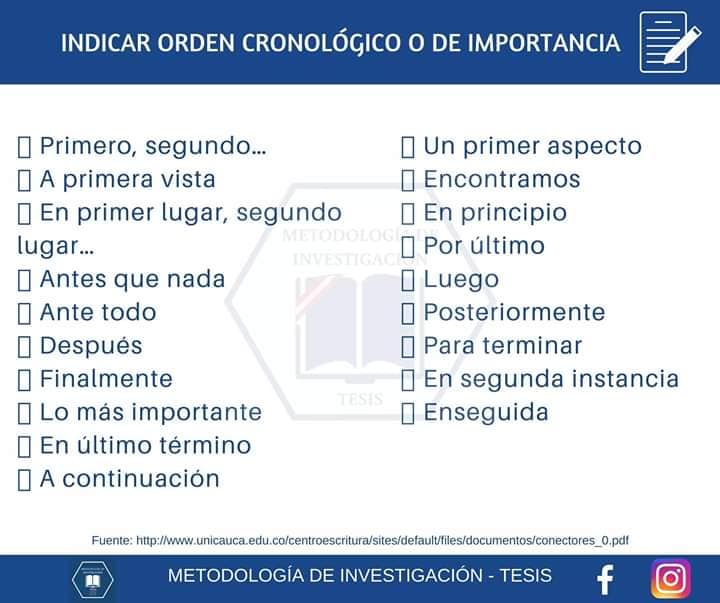 INDICAR ORDEN CRONOLÓGICO O DE IMPORTANCIA
Primero, segundo...
A primera vista
En primer lugar, segundo
lugar...
Antes que nada
Ante todo
Después
Finalmente
Lo más importante
En último término
A continuación
Un primer aspecto
Encontramos
En principio
Por último
Luego
Posteriormente
Para terminar
En segunda instancia
Enseguida
METODOLOGÍA DE
INVESTIGACIÓN
TESIS
Fuente: http://www.unicauca.edu.co/centroescritura/sites/default/files/documentos/conectores_0.pdf
METODOLOGÍA DE INVESTIGACIÓN - TESIS